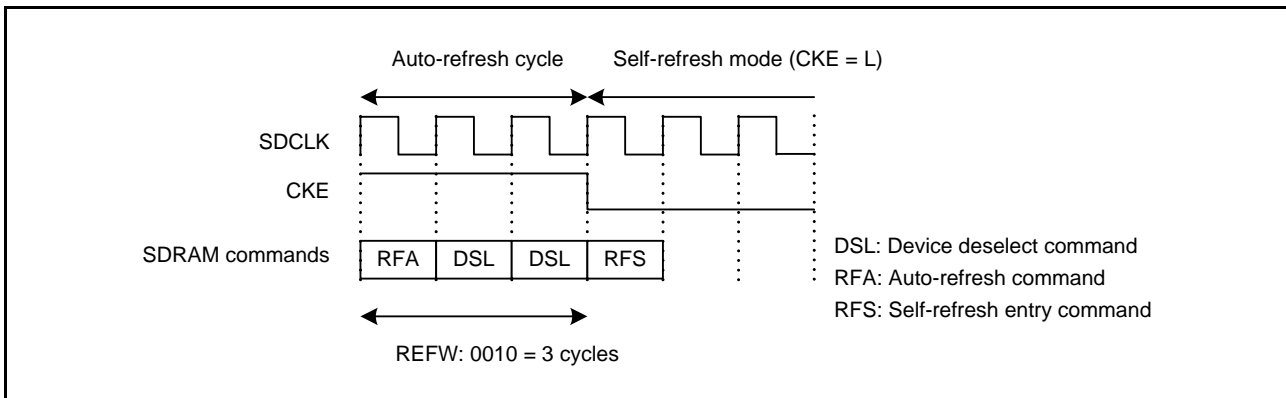 Auto-refresh cycle Self-refresh mode (CKE = L)
SDCLK
CKE
SDRAM commands RFA DSL DSL RFS
DSL: Device deselect command
RFA: Auto-refresh command
RFS: Self-refresh entry command
REFW: 0010 = 3 cycles